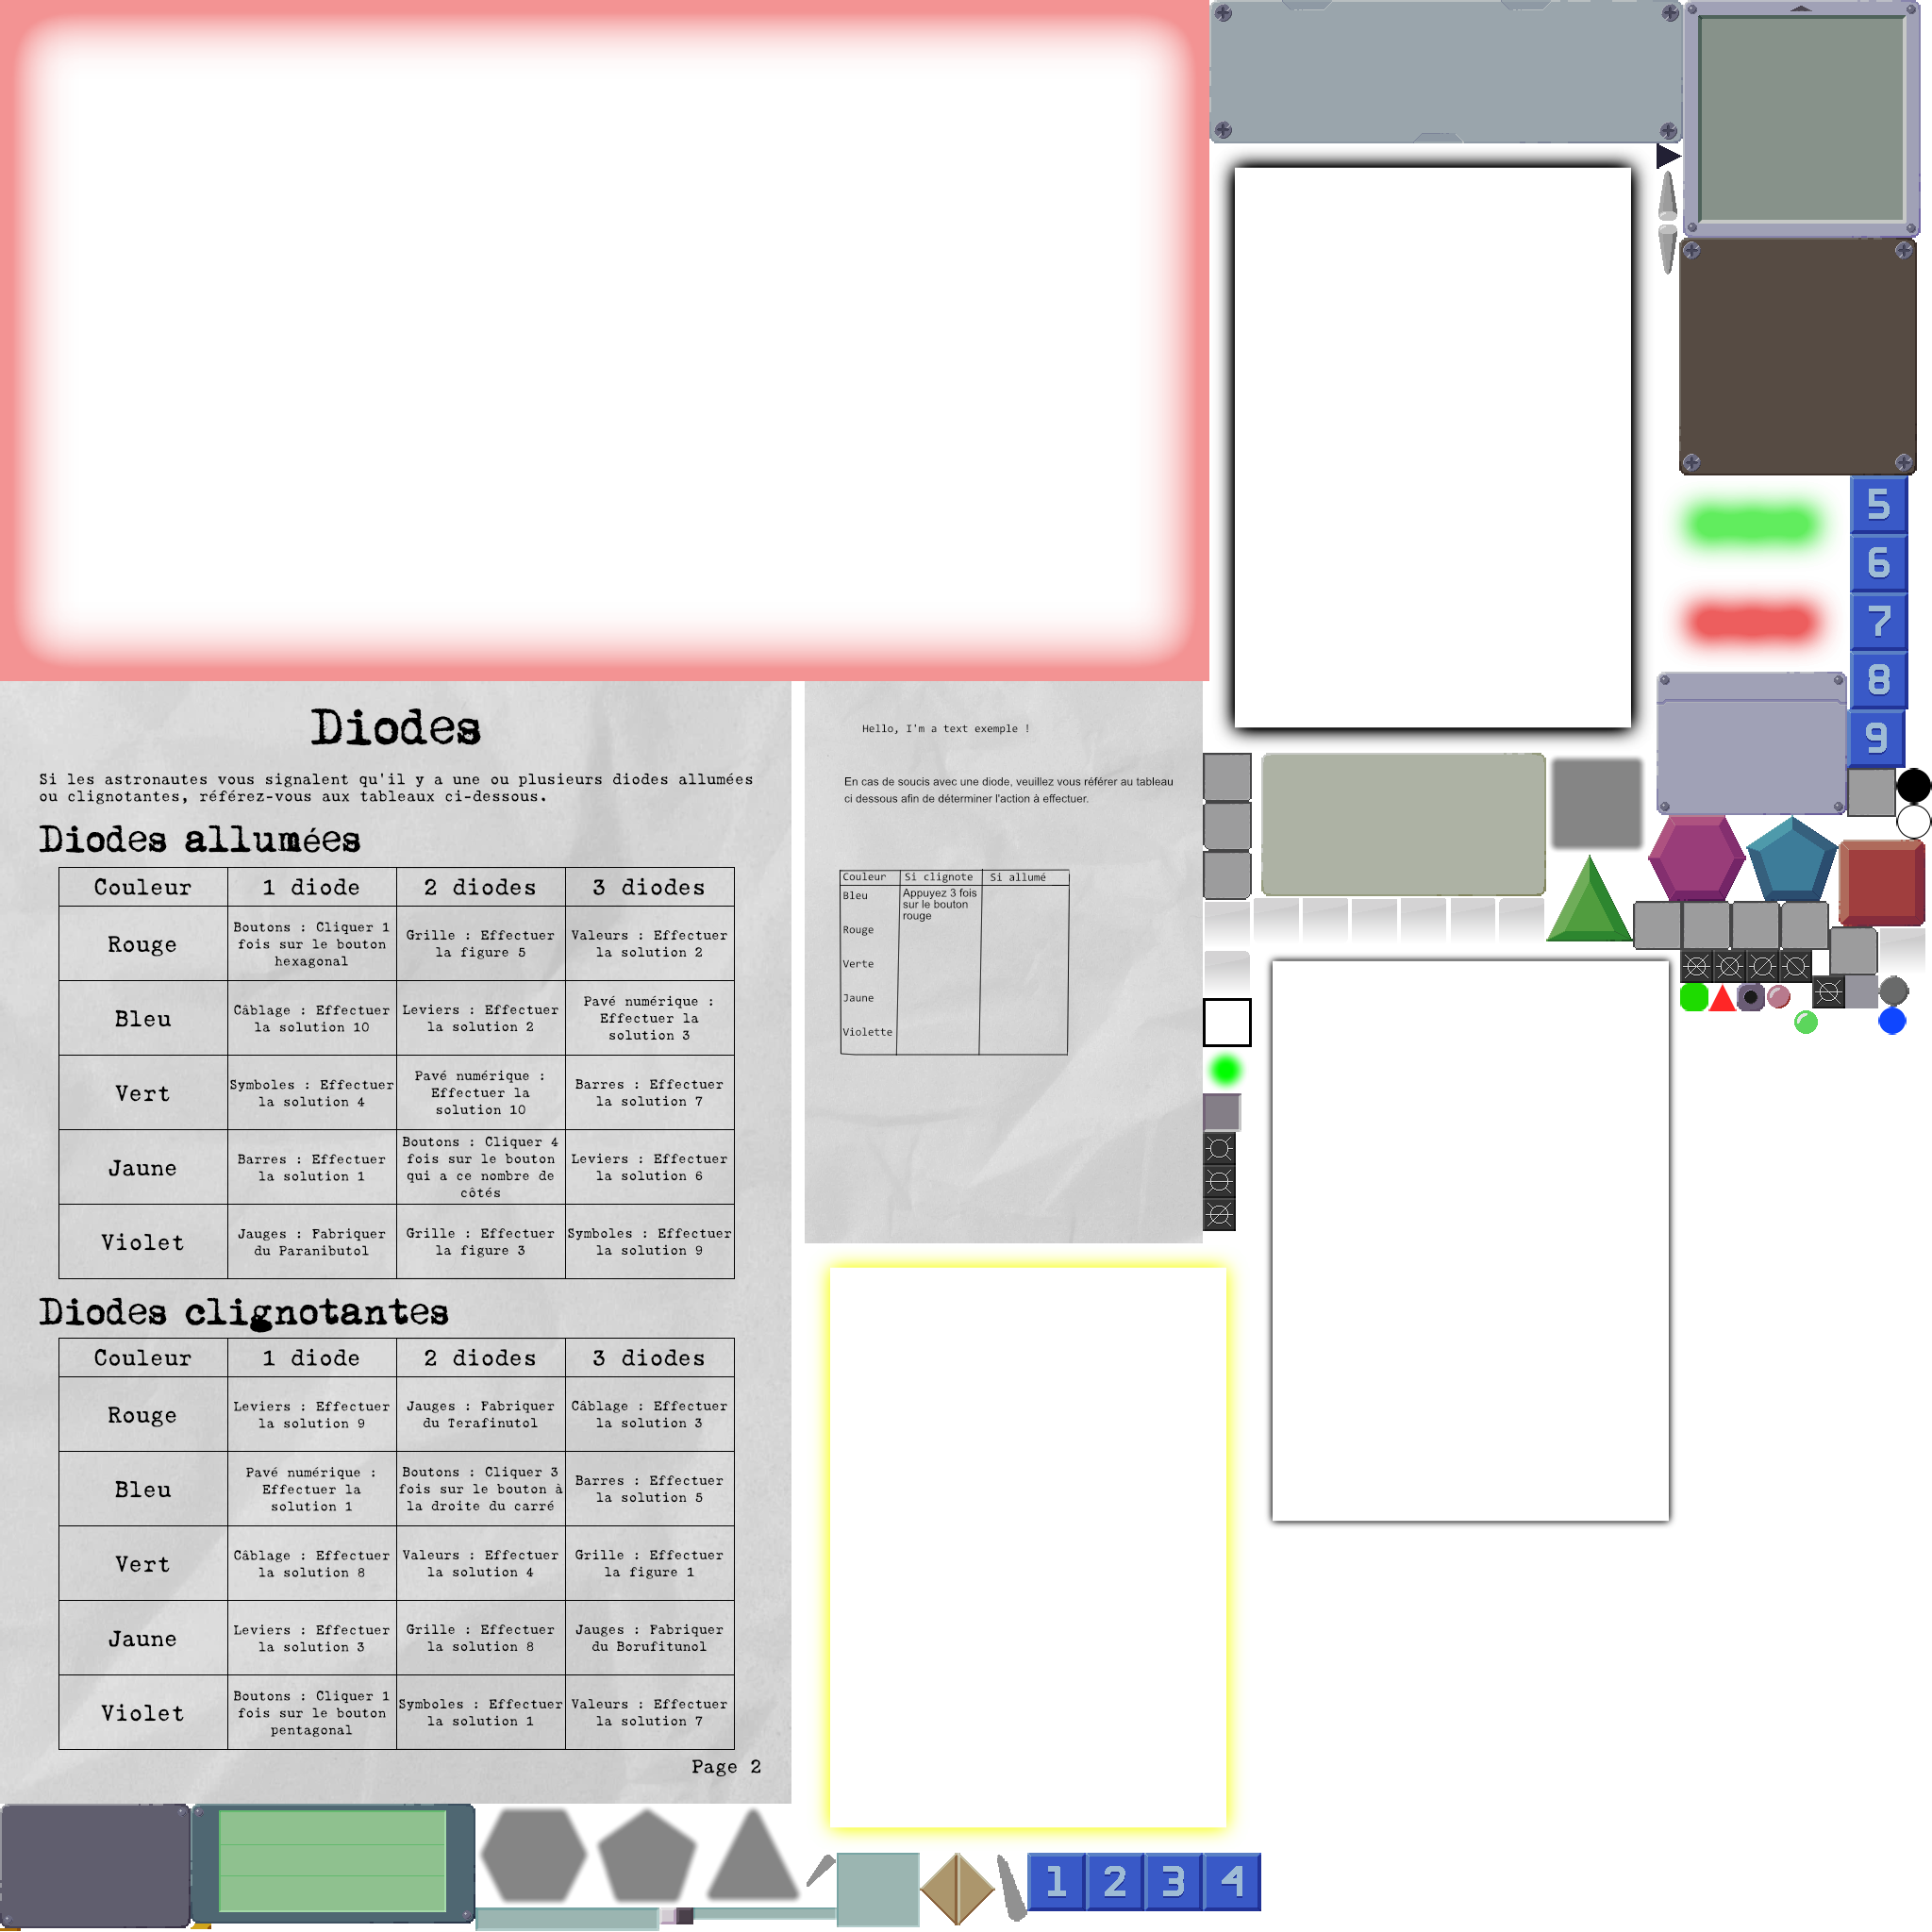 Diodes
Si les astronautes vous signalent qu'il y a une ou plusieurs diodes allumées
ou clignotantes, référez-vous aux tableaux ci-dessous.
Diodes allumées
Couleur 1 diode 2 diodes 3 diodes
Rouge
Boutons : Cliquer 1
fois sur le bouton
hexagonal
Grille : Effectuer
la figure 5
Valeurs : Effectuer
la solution 2
Bleu
Câblage : Effectuer
la solution 10
Leviers : Effectuer
la solution 2
Pavé numérique :
Effectuer la
solution 3
Vert
Symboles : Effectuer
la solution 4
Pavé numérique :
Effectuer la
solution 10
Barres : Effectuer
la solution 7
Jaune
Barres : Effectuer
la solution 1
Boutons : Cliquer 4
fois sur le bouton
qui a ce nombre de
côtés
Leviers : Effectuer
la solution 6
Violet
Jauges : Fabriquer
du Paranibutol
Grille : Effectuer
la figure 3
Symboles : Effectuer
la solution 9
Diodes clignotantes
Couleur 1 diode 2 diodes 3 diodes
Rouge
Leviers : Effectuer
la solution 9
Jauges : Fabriquer
du Terafinutol
Câblage : Effectuer
la solution 3
Bleu
Pavé numérique :
Effectuer la
solution 1
Boutons : Cliquer 3
fois sur le bouton à
la droite du carré
Barres : Effectuer
la solution 5
Vert
Câblage : Effectuer
la solution 8
Valeurs : Effectuer
la solution 4
Grille : Effectuer
la figure 1
Jaune
Leviers : Effectuer
la solution 3
Grille : Effectuer
la solution 8
Jauges : Fabriquer
du Borufitunol
Violet
Boutons : Cliquer 1
fois sur le bouton
pentagonal
Symboles : Effectuer
la solution 1
Valeurs : Effectuer
la solution 7
Page 2
Hello, I'm a text exemple !
En cas de soucis avec une diode, veuillez vous référer au tableau
ci dessous afin de déterminer l'action à effectuer.
Couleur Si clignote Si allumé
Bleu
Appuyez 3 fois
sur le bouton
rouge
Rouge
Verte
Jaune
Violette
5
6
7
8
9
1 2 3 4